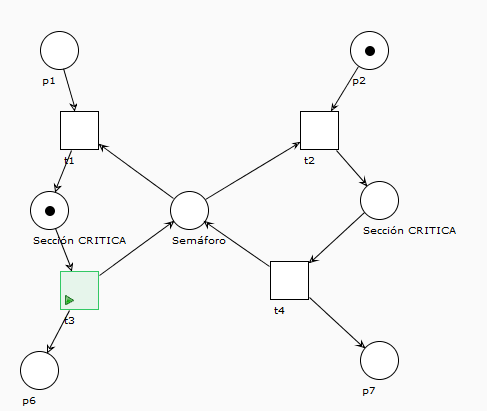 p1
p2
t1
t2
Sección CRITICA
Semáforo
Sección CRITICA
t3
t4
p6
p7